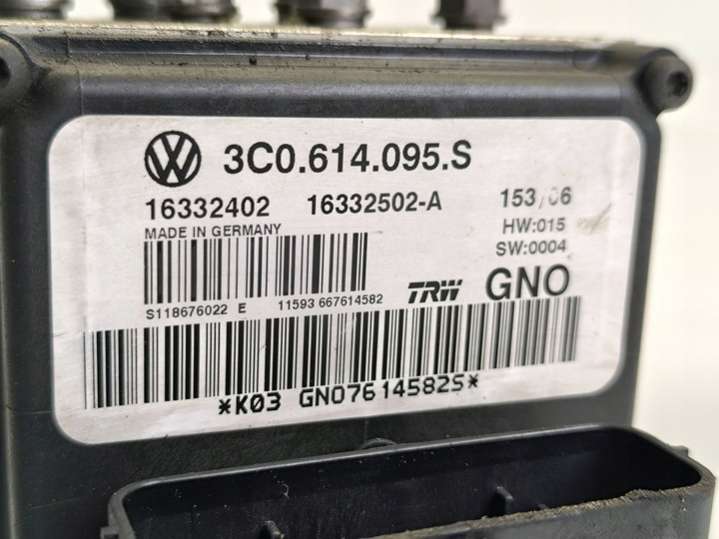 3C0.614.095.S
16332402 16332502-A 153/06
MADE IN GERMANY HW:015
SW:0004
S118676022 E 11593 667614582 TRW GNO
*K03 GNO7614582S*